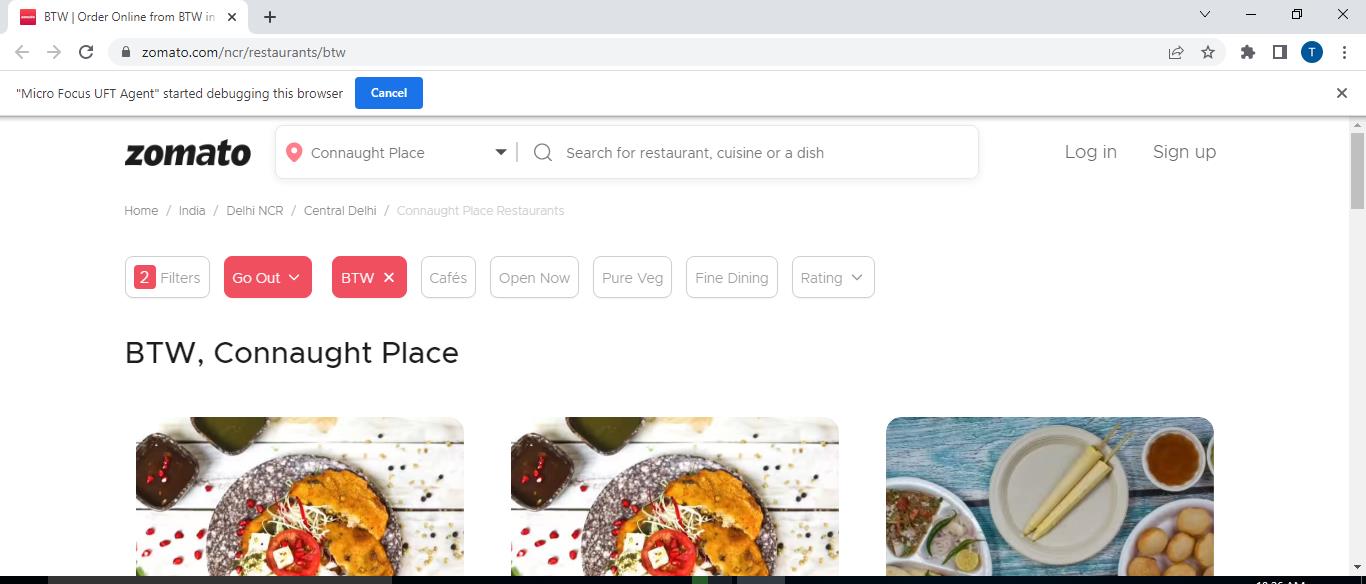 BTW | Order Online from BTW in
zomato.com/ncr/restaurants/btw
T
"Micro Focus UFT Agent" started debugging this browser
Cancel
zomato
Connaught Place
Search for restaurant, cuisine or a dish
Log in
Sign up
Home / India / Delhi NCR / Central Delhi / Connaught Place Restaurants
2 Filters
Go Out
BTW
Cafés
Open Now
Pure Veg
Fine Dining
Rating
BTW, Connaught Place